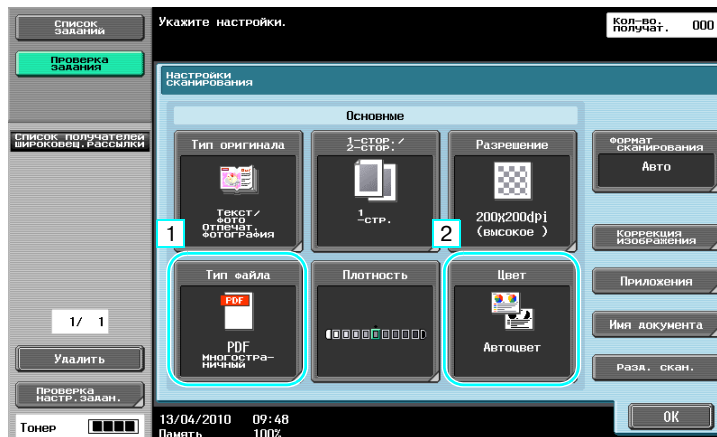 Список
заданий
Проверка
задания
Список получателей
широковещ.рассылки
1/ 1
Удалить
Проверка
настр.задан.
Тонер
Укажите настройки.
Кол-во.
получат. 000
Настройки
сканирования
Основные
Тип оригинала
Текст/
фото
отпечат.
фотография
1-стор./
2-стор.
1
-стр.
Разрешение
200x200dpi
(высокое )
1
2
Тип файла
PDF
PDF
многостра-
ничный
Плотность
Цвет
Автоцвет
Формат
сканирования
Авто
Коррекция
изображения
Приложения
Имя документа
Разд. скан.
OK
13/04/2010 09:48
Память 100%